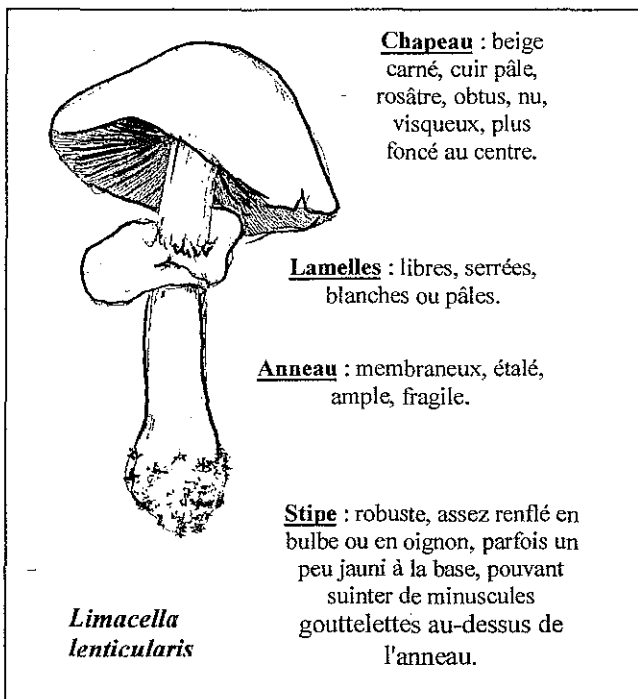 Chapeau : beige
carné, cuir pâle,
rosâtre, obtus, nu,
visqueux, plus
foncé au centre.
Lamelles : libres, serrées,
blanches ou pâles.
Anneau : membraneux, étalé,
ample, fragile.
Stipe : robuste, assez renflé en
bulbe ou en oignon, parfois un
peu jauni à la base, pouvant
suinter de minuscules
gouttelettes au-dessus de
l'anneau.
Limacella
lenticularis